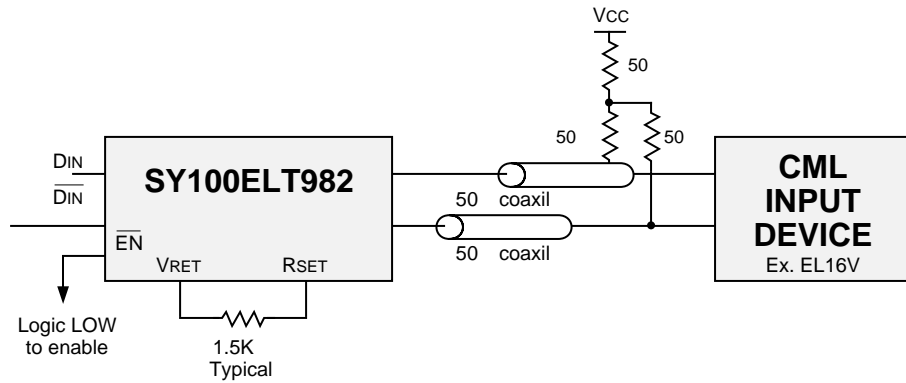 VCC
50
50
50
DIN
DIN
EN
SY100ELT982
VRET
RSET
50 coaxil
50 coaxil
CML
INPUT
DEVICE
Ex. EL16V
Logic LOW
to enable
1.5K
Typical